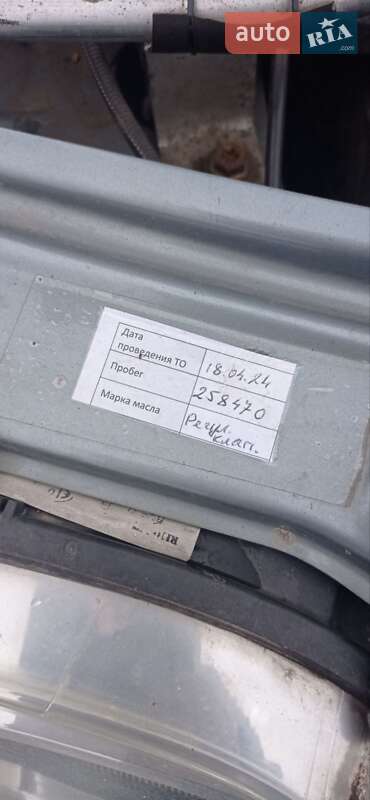 auto RIA.com
Дата проведения ТО 18.04.24
Пробег 258470
Марка масла Регул. клап.